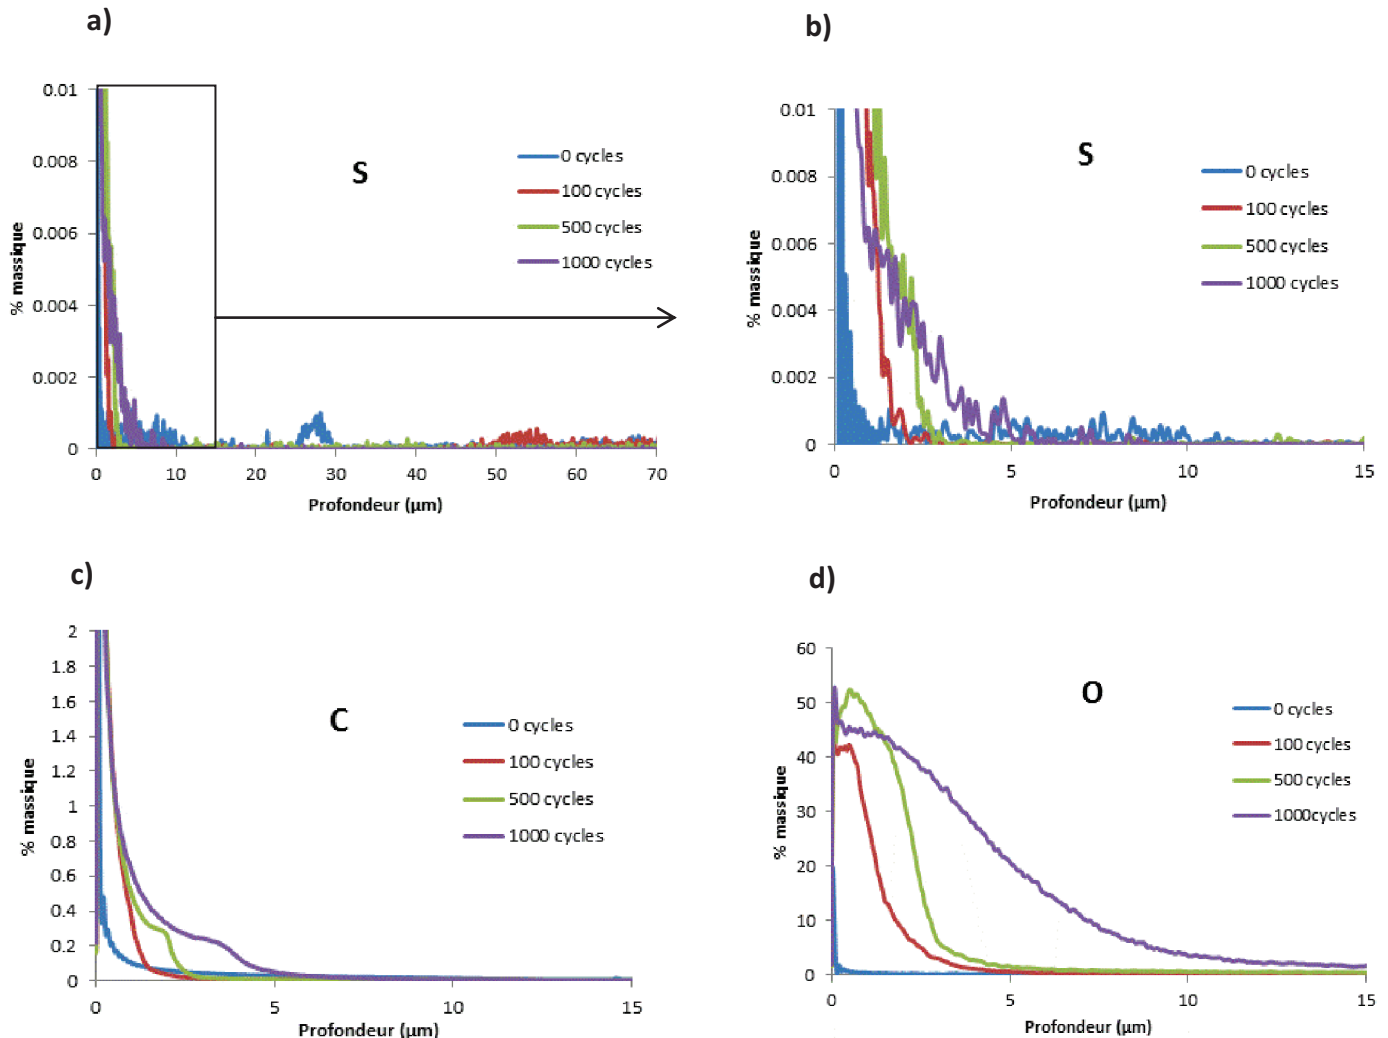 a)
0.01
0.008
0.006
0.004
0.002
0
% massique
S
0 cycles
100 cycles
500 cycles
1000 cycles
0 10 20 30 40 50 60 70
Profondeur (µm)
b)
0.01
0.008
0.006
0.004
0.002
0
% massique
S
0 cycles
100 cycles
500 cycles
1000 cycles
0 5 10 15
Profondeur (µm)
c)
2
1.8
1.6
1.4
1.2
1
0.8
0.6
0.4
0.2
0
% massique
C
0 cycles
100 cycles
500 cycles
1000 cycles
0 5 10 15
Profondeur (µm)
d)
60
50
40
30
20
10
0
% massique
O
0 cycles
100 cycles
500 cycles
1000cycles
0 5 10 15
Profondeur (µm)